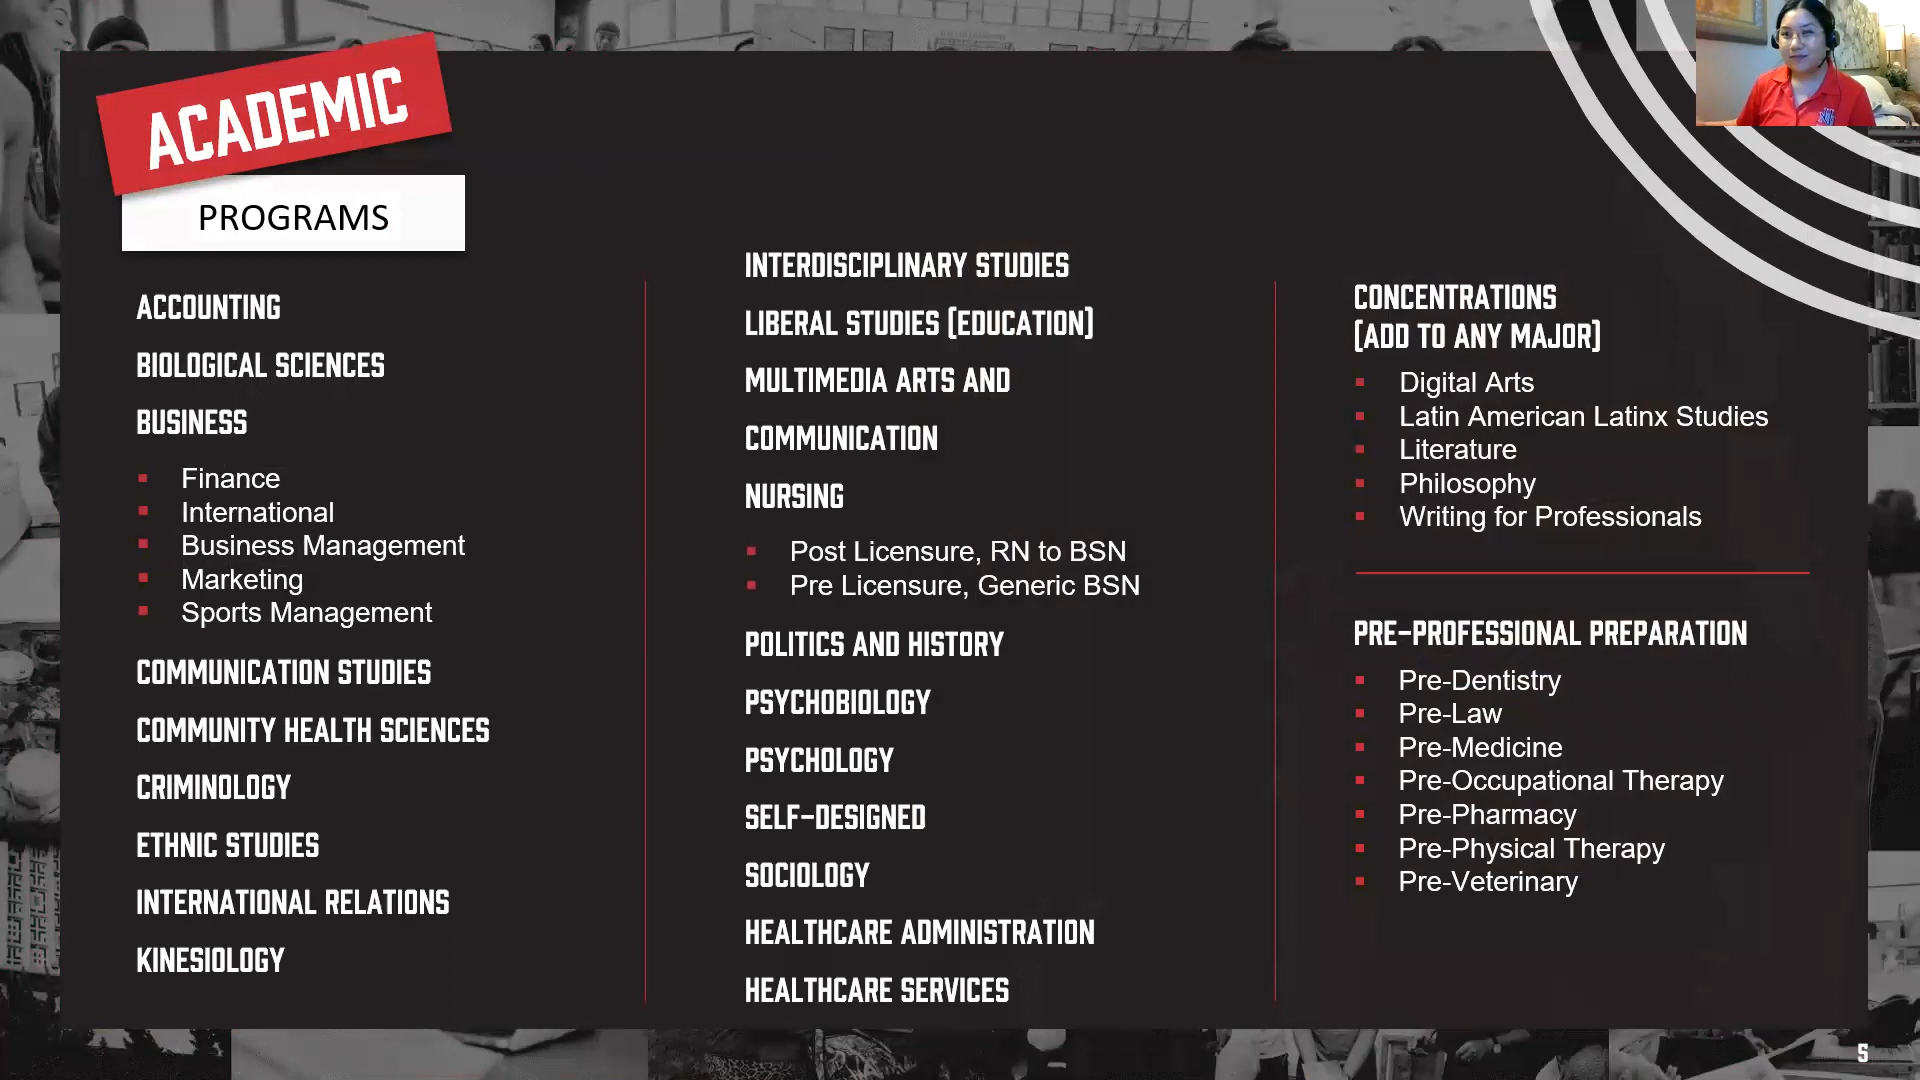 ACADEMIC
PROGRAMS
ACCOUNTING
BIOLOGICAL SCIENCES
BUSINESS
▪ Finance
▪ International
▪ Business Management
▪ Marketing
▪ Sports Management
COMMUNICATION STUDIES
COMMUNITY HEALTH SCIENCES
CRIMINOLOGY
ETHNIC STUDIES
INTERNATIONAL RELATIONS
KINESIOLOGY
INTERDISCIPLINARY STUDIES
LIBERAL STUDIES (EDUCATION)
MULTIMEDIA ARTS AND
COMMUNICATION
NURSING
▪ Post Licensure, RN to BSN
▪ Pre Licensure, Generic BSN
POLITICS AND HISTORY
PSYCHOBIOLOGY
PSYCHOLOGY
SELF-DESIGNED
SOCIOLOGY
HEALTHCARE ADMINISTRATION
HEALTHCARE SERVICES
CONCENTRATIONS
(ADD TO ANY MAJOR)
▪ Digital Arts
▪ Latin American Latinx Studies
▪ Literature
▪ Philosophy
▪ Writing for Professionals
PRE-PROFESSIONAL PREPARATION
▪ Pre-Dentistry
▪ Pre-Law
▪ Pre-Medicine
▪ Pre-Occupational Therapy
▪ Pre-Pharmacy
▪ Pre-Physical Therapy
▪ Pre-Veterinary
5